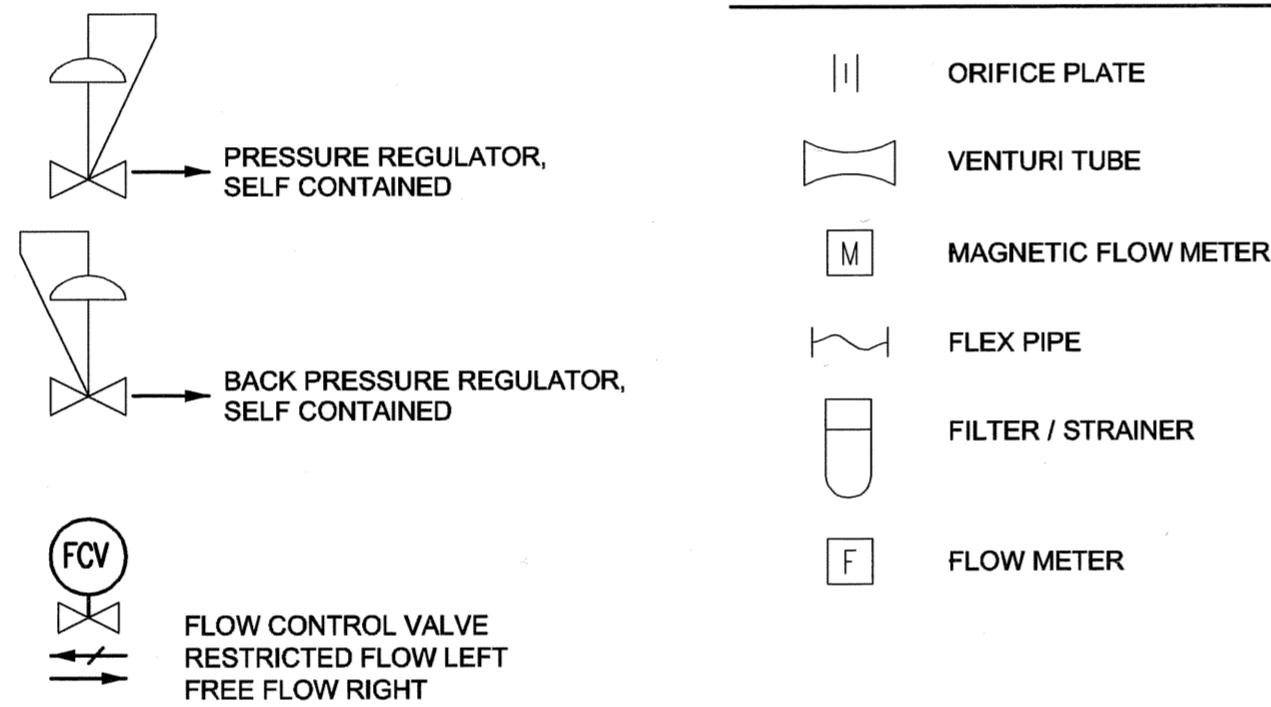 PRESSURE REGULATOR,
SELF CONTAINED
BACK PRESSURE REGULATOR,
SELF CONTAINED
FCV
FLOW CONTROL VALVE
RESTRICTED FLOW LEFT
FREE FLOW RIGHT
ORIFICE PLATE
VENTURI TUBE
M MAGNETIC FLOW METER
FLEX PIPE
FILTER / STRAINER
F FLOW METER